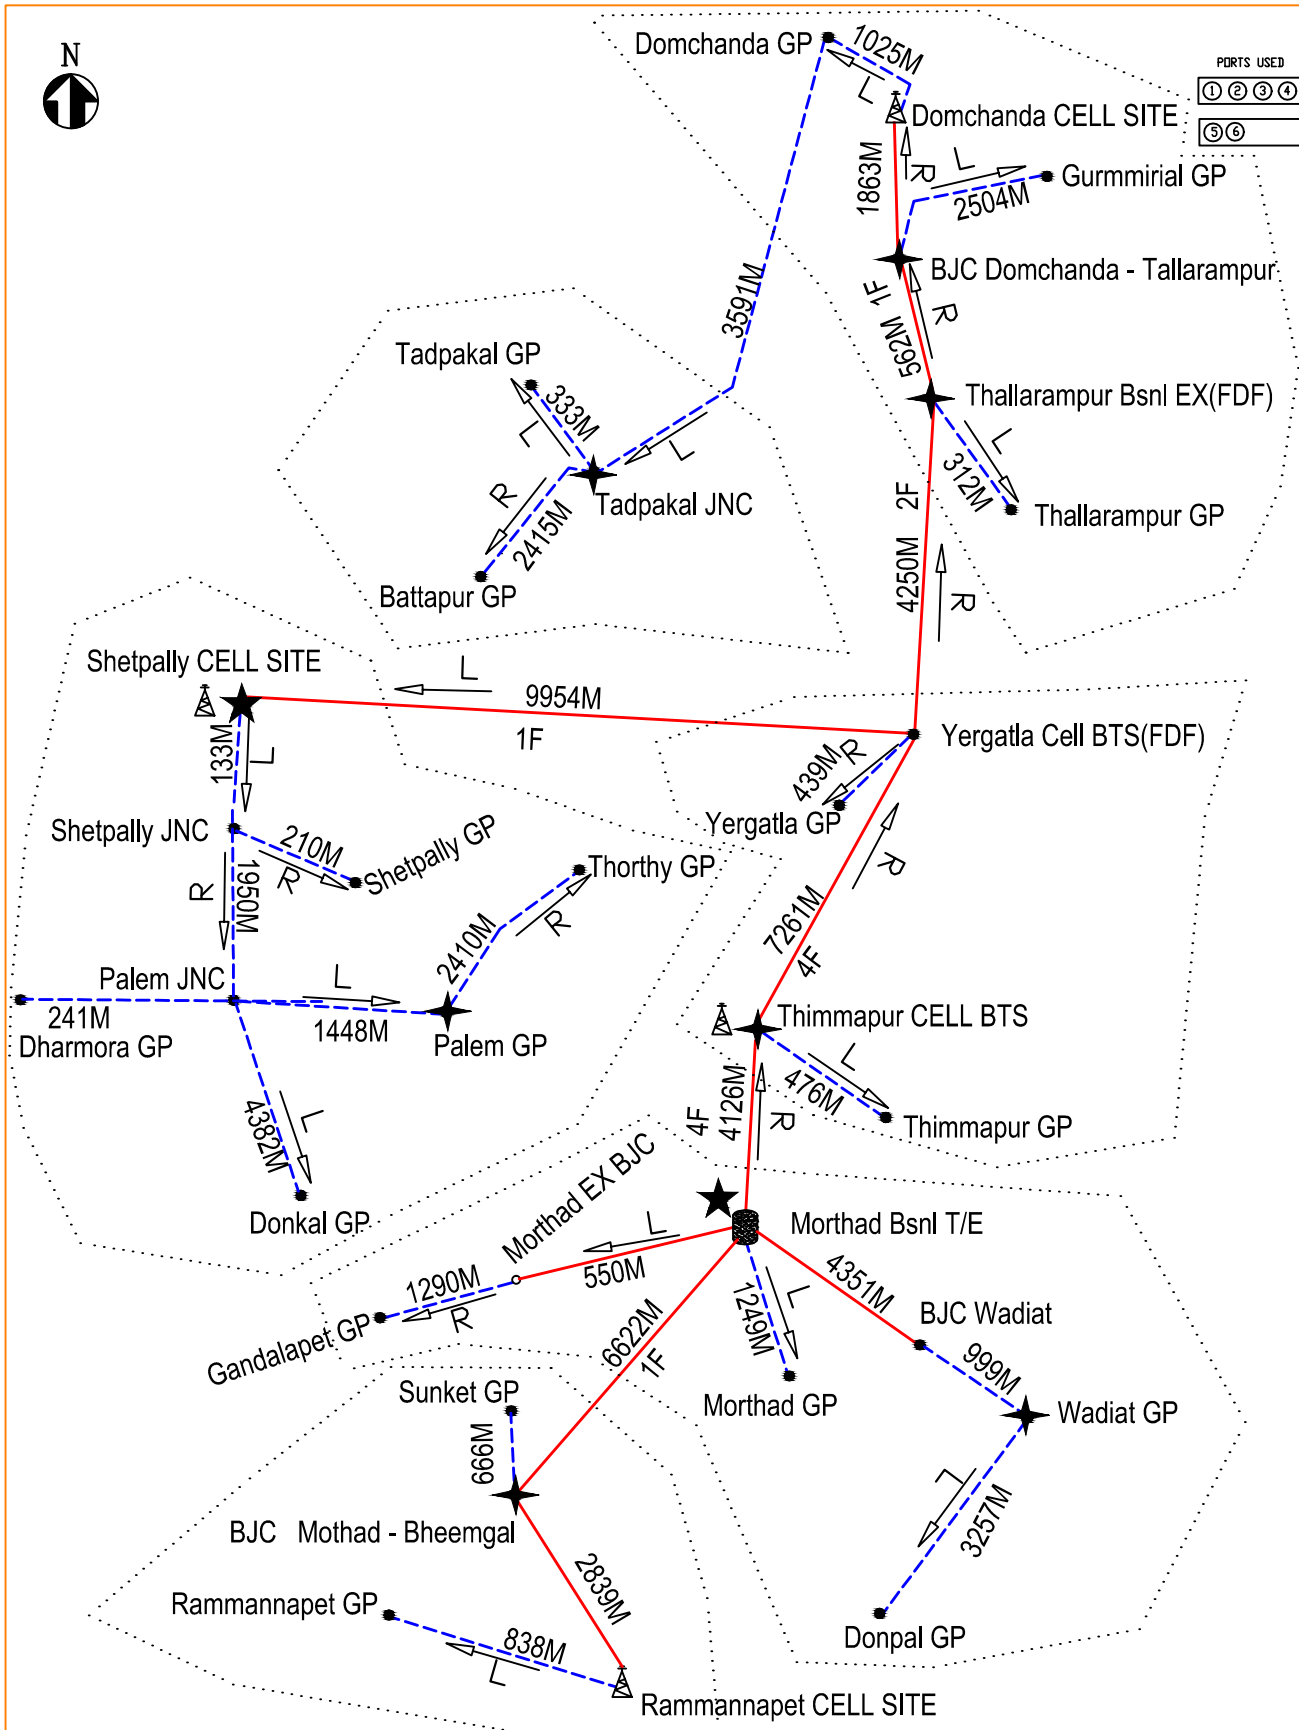 N
Domchanda GP
1025M
L
PORTS USED
1 2 3 4
5 6
Domchanda CELL SITE
1863M
R
L
Gurmmirial GP
2504M
BJC Domchanda - Tallarampur
3591M
562M 1F
R
Tadpakal GP
333M
L
L
Thallarampur Bsnl EX(FDF)
L
312M
R
2415M
Tadpakal JNC
2F
4250M
Thallarampur GP
Battapur GP
R
Shetpally CELL SITE
L
9954M
1F
Yergatla Cell BTS(FDF)
133M
L
439M
R
Yergatla GP
Shetpally JNC
210M
R
Shetpally GP
Thorthy GP
R
1950M
R
2410M
R
7261M
4F
Palem JNC
L
241M
1448M
Dharmora GP
Palem GP
Thimmapur CELL BTS
L
476M
4F
4126M
R
Thimmapur GP
4382M
L
Donkal GP
Morthad EX BJC
L
550M
Morthad Bsnl T/E
1290M
R
Gandalapet GP
4351M
BJC Wadiat
1249M
L
6622M
1F
999M
Sunket GP
Morthad GP
Wadiat GP
666M
L
3257M
BJC Mothad - Bheemgal
2839M
Rammannapet GP
838M
L
Donpal GP
Rammannapet CELL SITE